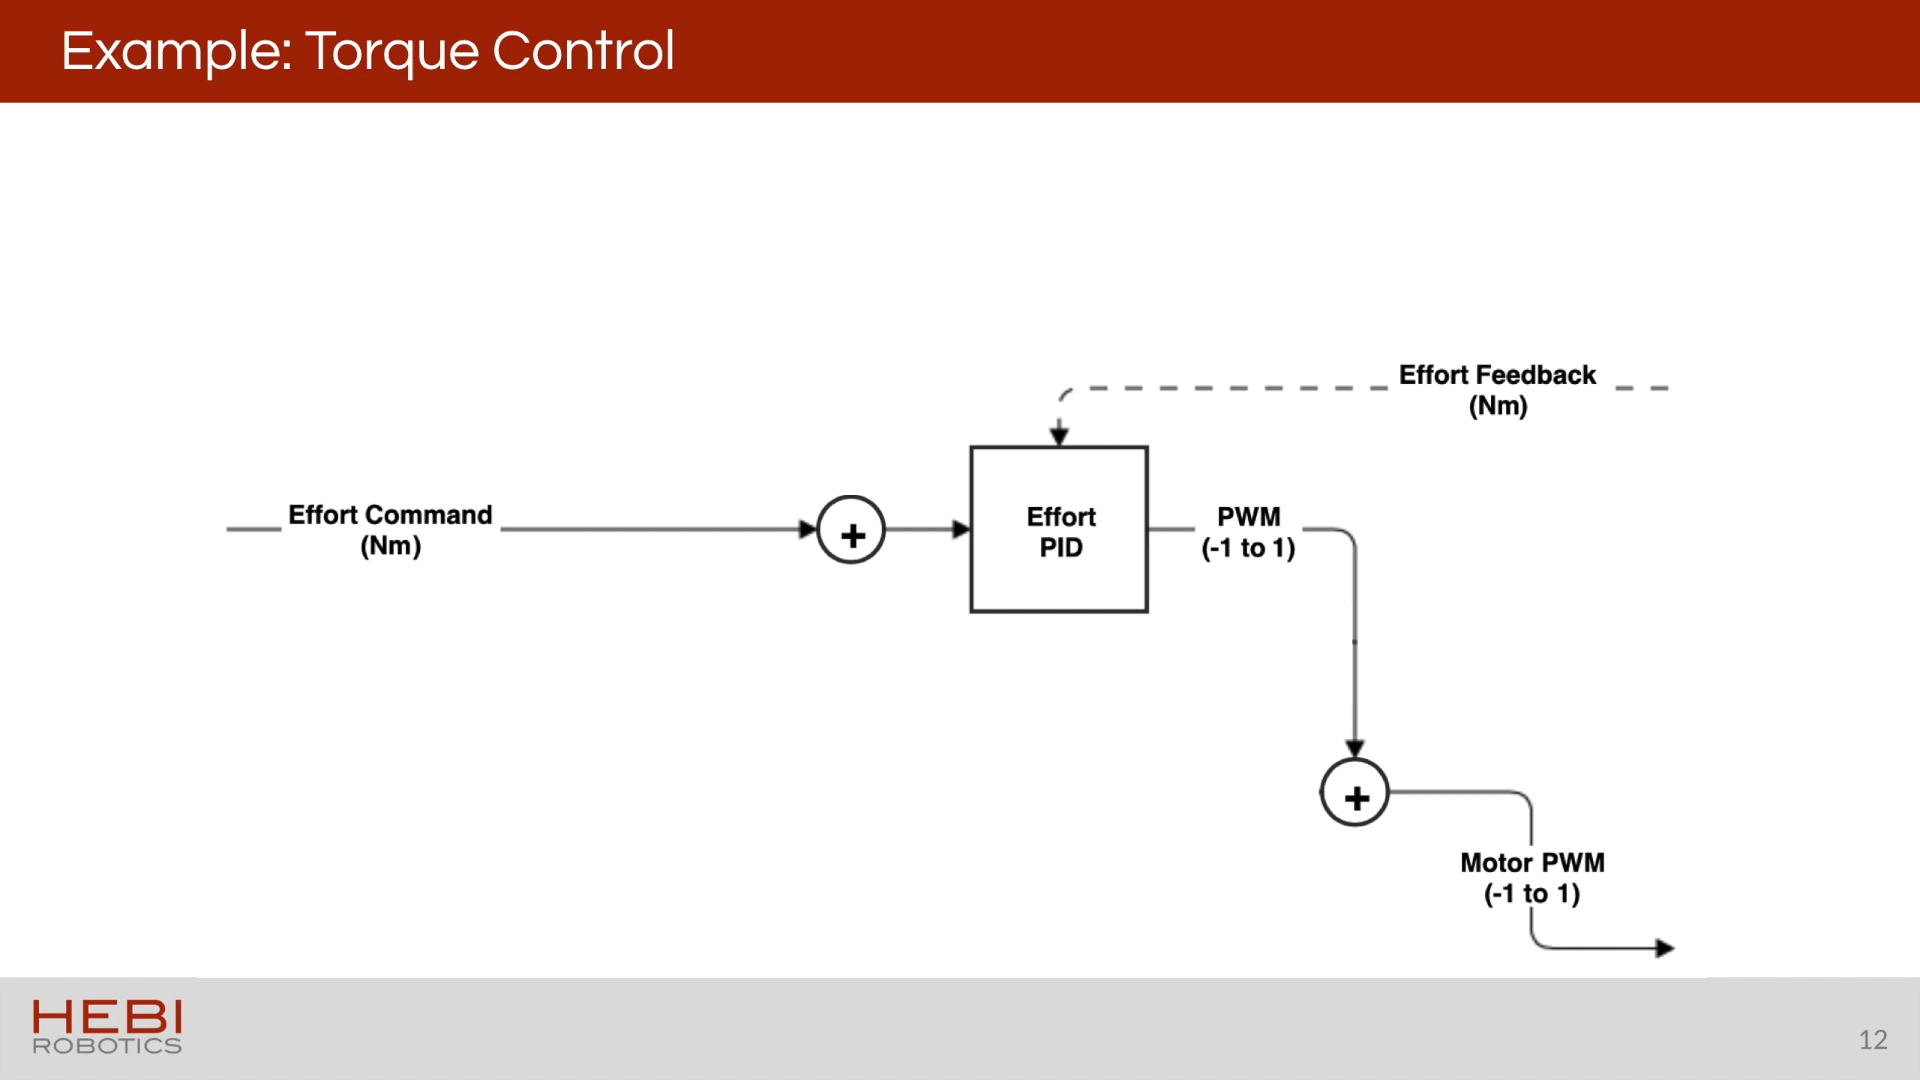 Example: Torque Control
Effort Feedback
(Nm)
Effort Command
(Nm)
+
Effort
PID
PWM
(-1 to 1)
+
Motor PWM
(-1 to 1)
HEBI
ROBOTICS
12